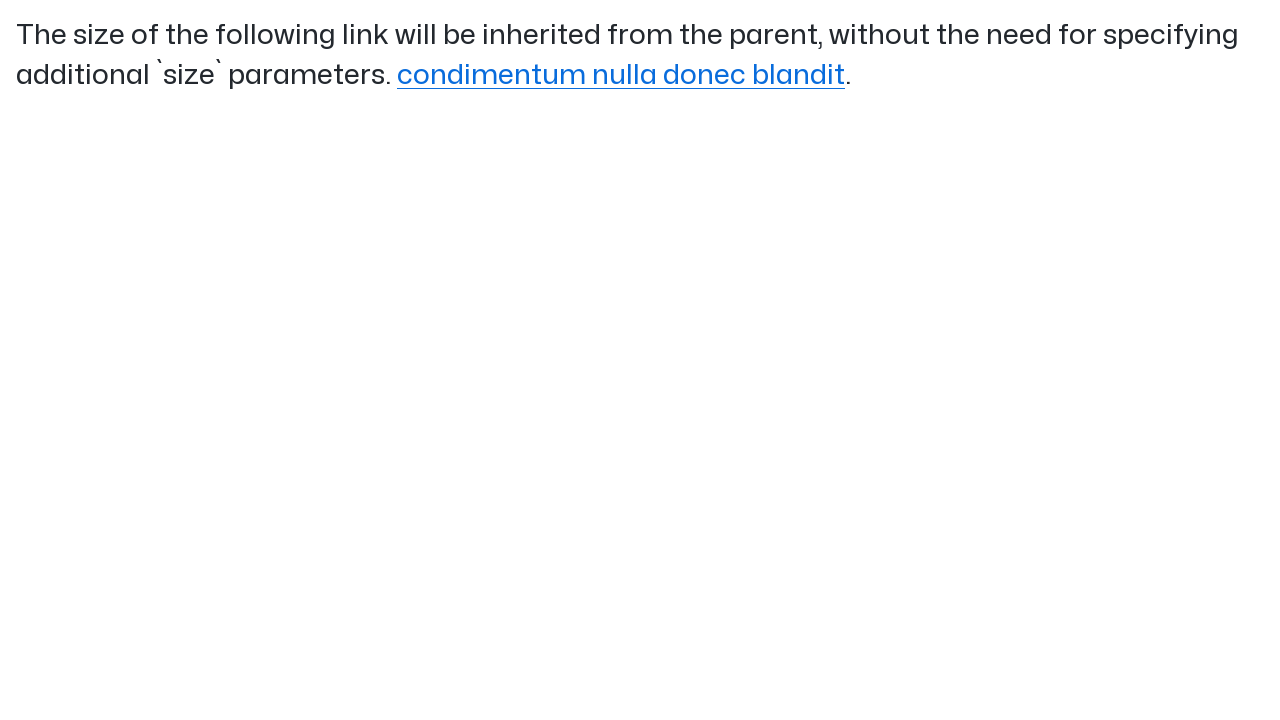 The size of the following link will be inherited from the parent, without the need for specifying
additional `size` parameters. condimentum nulla donec blandit.